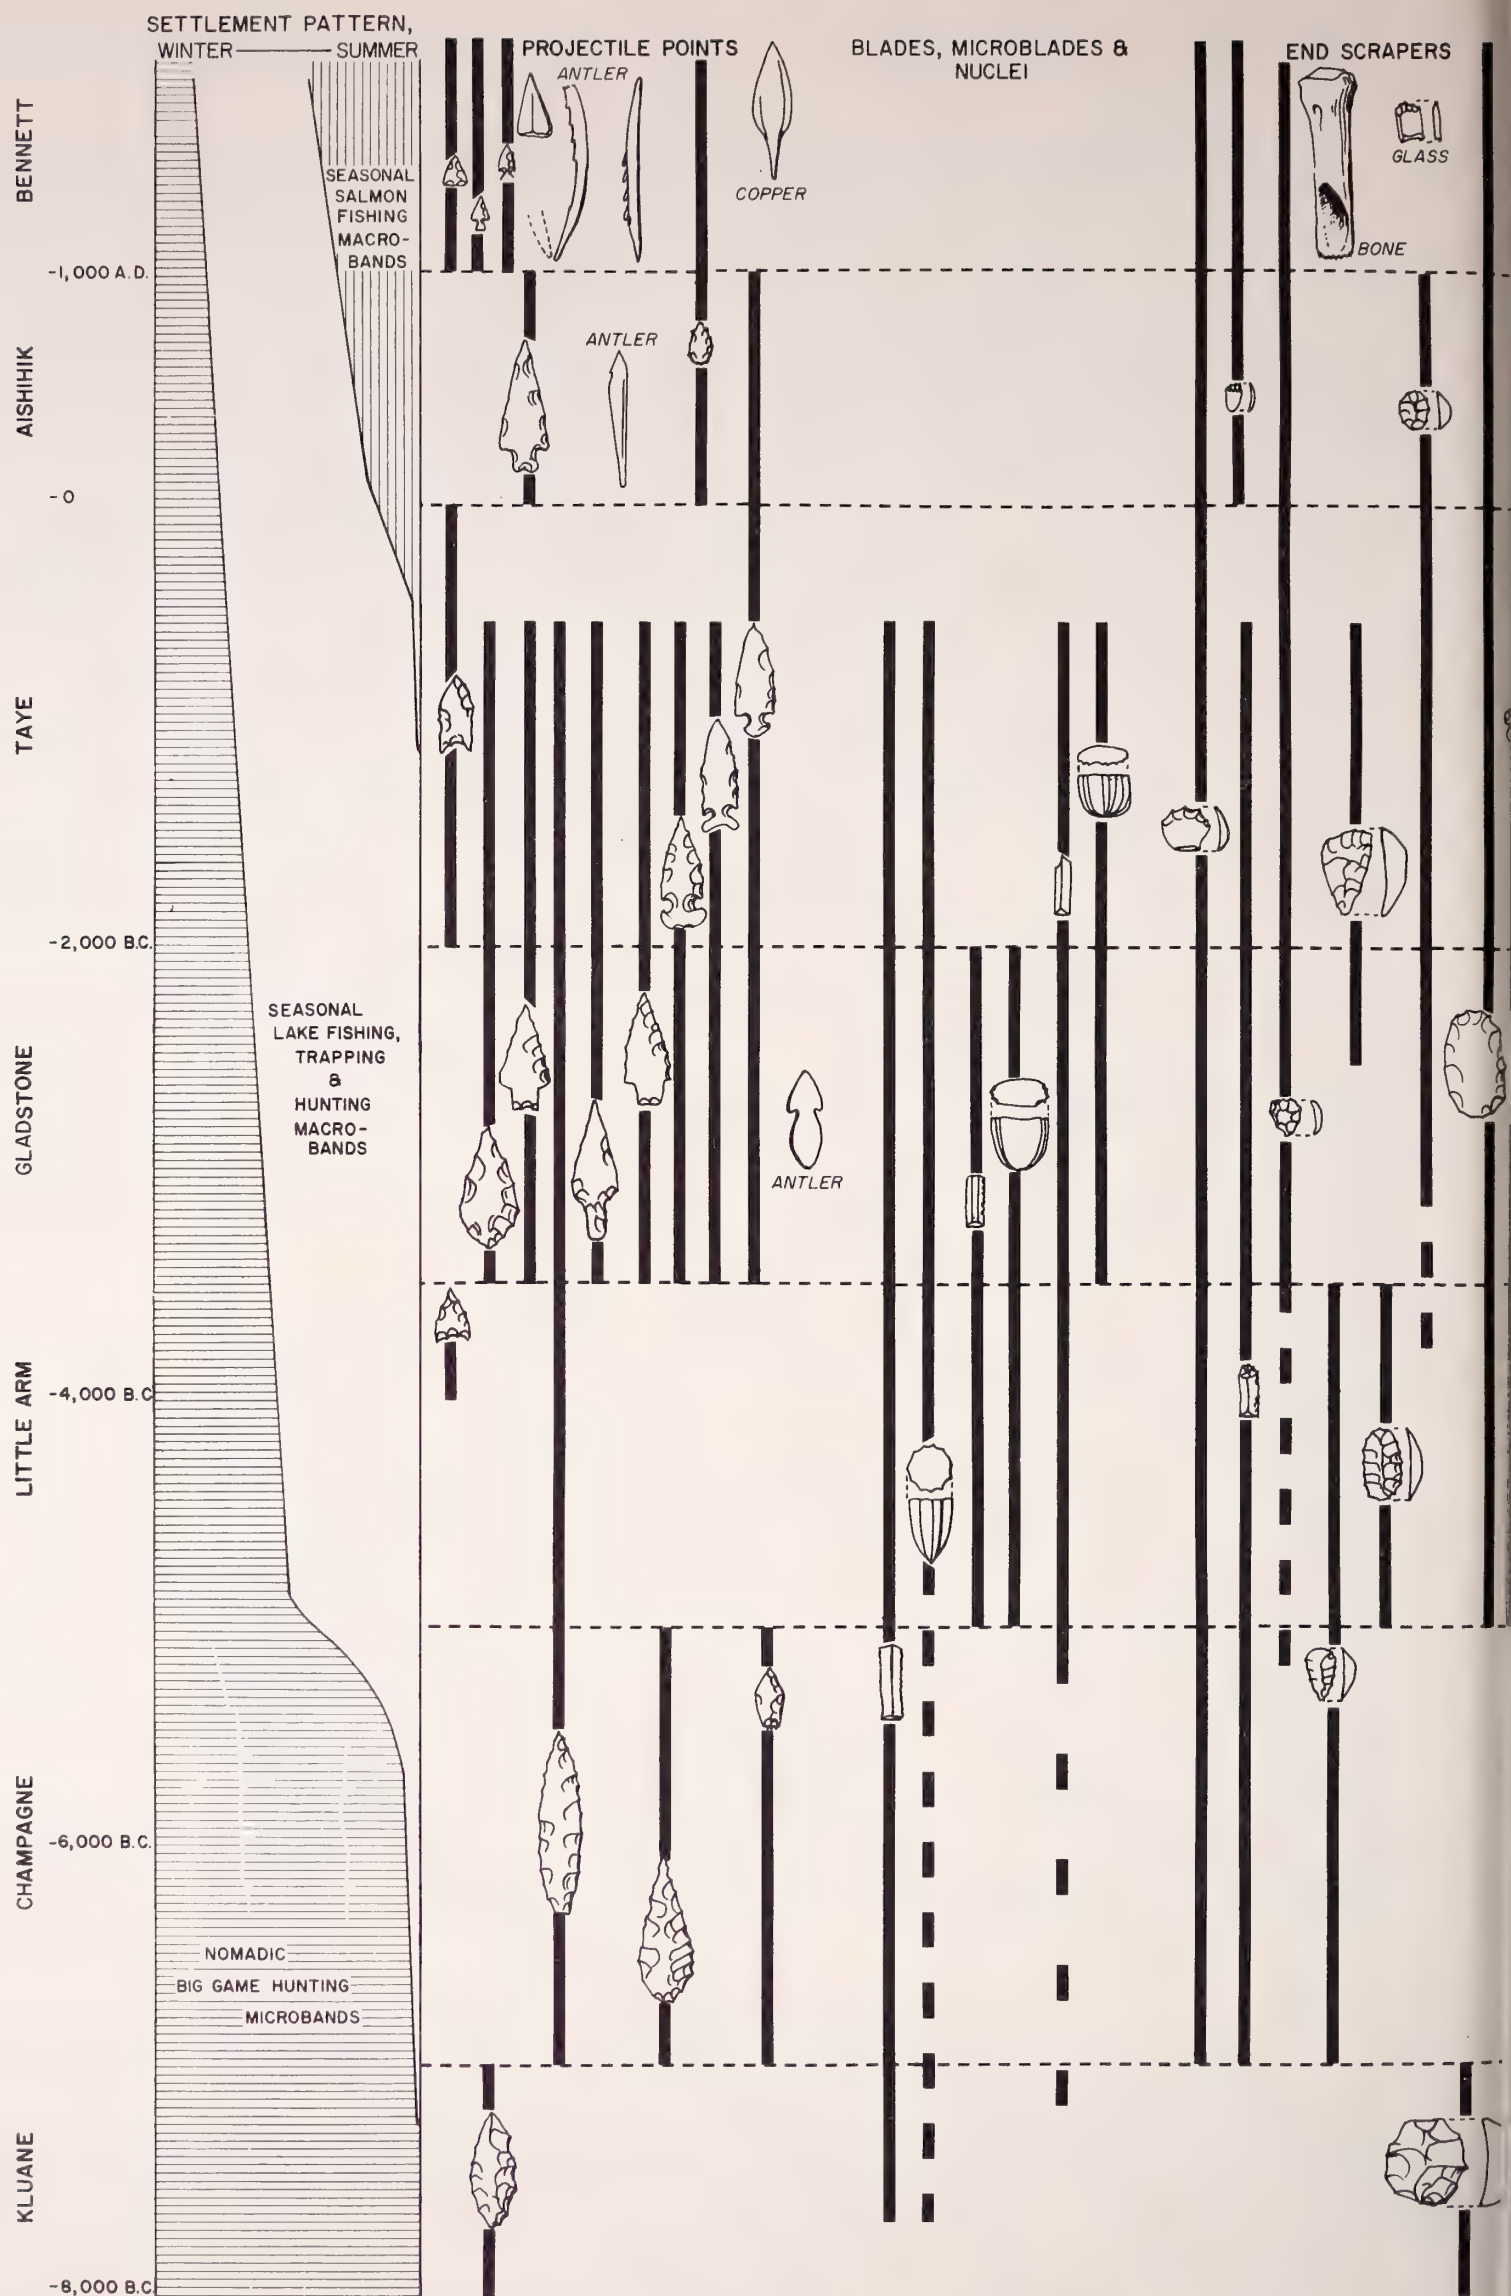 SETTLEMENT PATTERN,
WINTER SUMMER
PROJECTILE POINTS
BLADES, MICROBLADES &
NUCLEI
END SCRAPERS
BENNETT
ANTLER
COPPER
GLASS
BONE
SEASONAL
SALMON
FISHING
MACRO-
BANDS
-1,000 A.D.
AISHIHIK
ANTLER
-0
TAYE
-2,000 B.C.
GLADSTONE
SEASONAL
LAKE FISHING,
TRAPPING
&
HUNTING
MACRO-
BANDS
ANTLER
LITTLE ARM
-4,000 B.C
CHAMPAGNE
-6,000 B.C.
NOMADIC
BIG GAME HUNTING
MICROBANDS
KLUANE
-8,000 B.C.